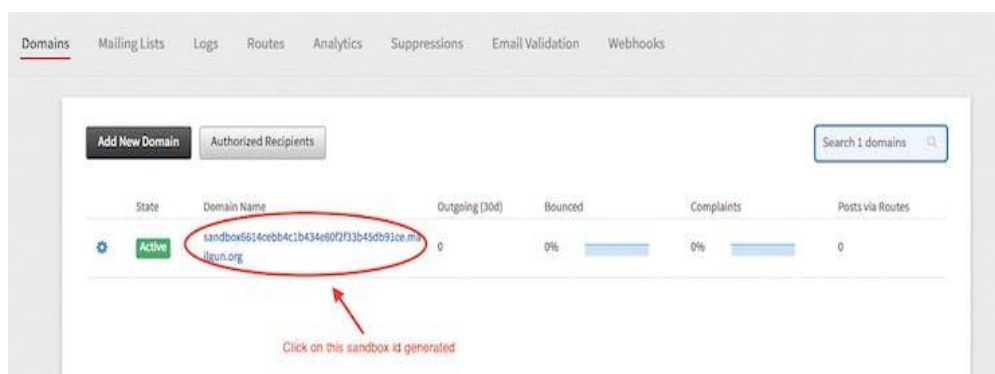 Domains Mailing Lists Logs Routes Analytics Suppressions Email Validation Webhooks
Add New Domain Authorized Recipients Search 1 domains
State Domain Name Outgoing (30d) Bounced Complaints Posts via Routes
Active sandbox6614cebb4c1b434e60f2f33b45db91ce.ma 0 0% 0% 0
ilgun.org
Click on this sandbox id generated